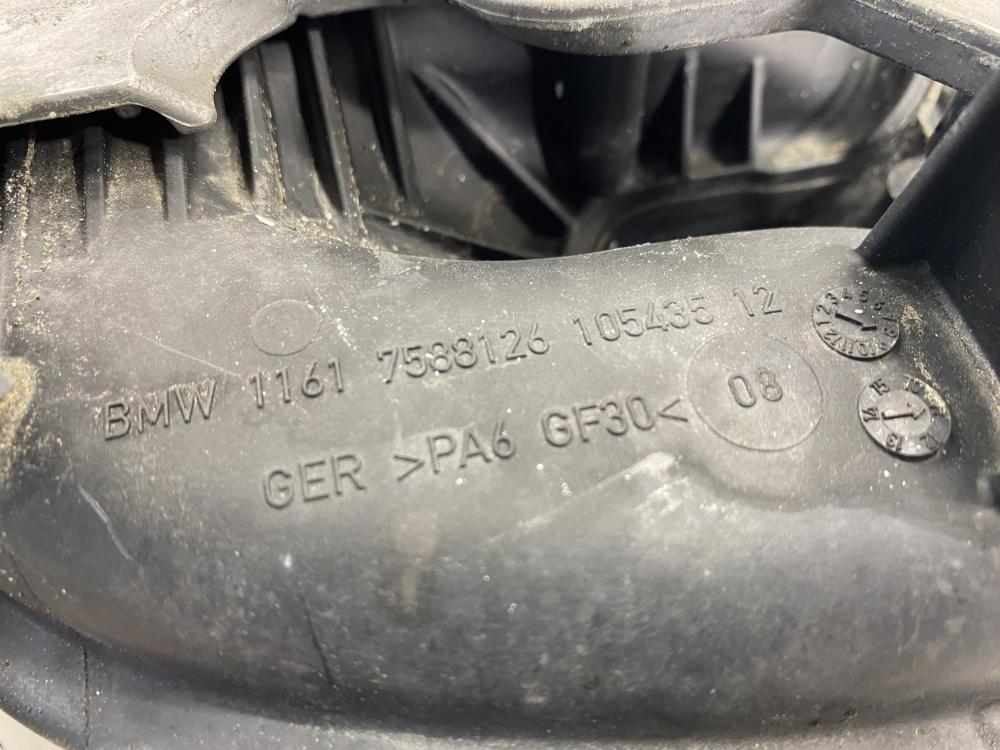 BMW 1161 7588126 105435 12
GER >PA6 GF30< 08